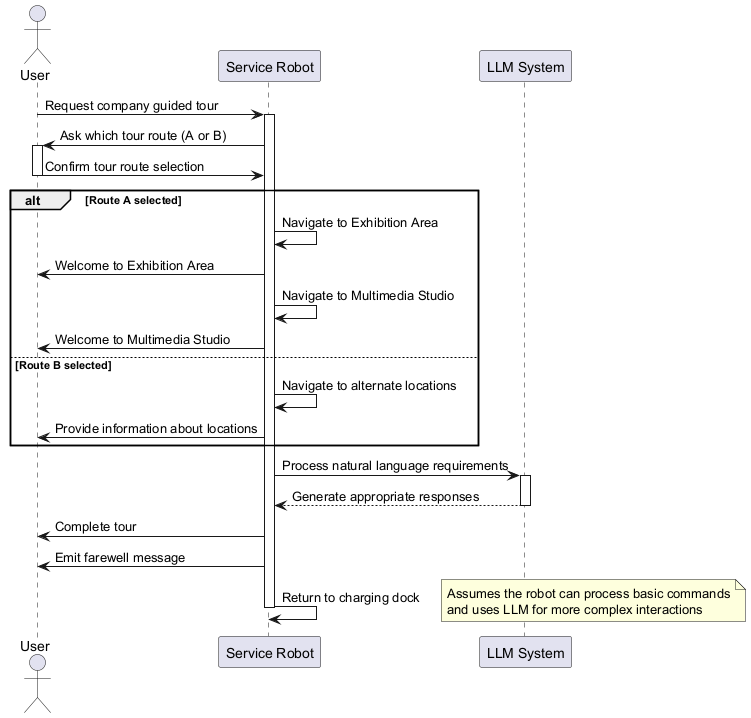 User
Service Robot
LLM System
Request company guided tour
Ask which tour route (A or B)
Confirm tour route selection
alt
[Route A selected]
Navigate to Exhibition Area
Welcome to Exhibition Area
Navigate to Multimedia Studio
Welcome to Multimedia Studio
[Route B selected]
Navigate to alternate locations
Provide information about locations
Process natural language requirements
Generate appropriate responses
Complete tour
Emit farewell message
Return to charging dock
Assumes the robot can process basic commands
and uses LLM for more complex interactions
User
Service Robot
LLM System